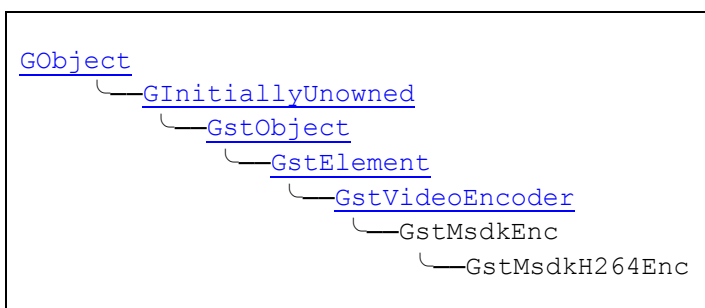 GObject
╰──GInitiallyUnowned
╰──GstObject
╰──GstElement
╰──GstVideoEncoder
╰──GstMsdkEnc
╰──GstMsdkH264Enc